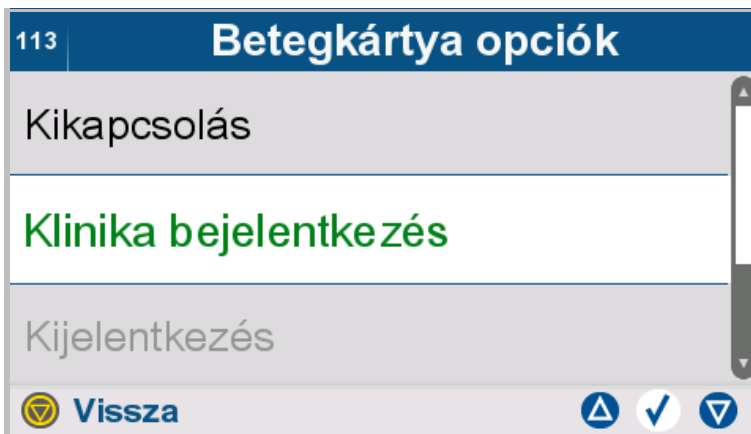 113
Betegkártya opciók
Kikapcsolás
Klinika bejelentkezés
Kijelentkezés
Vissza